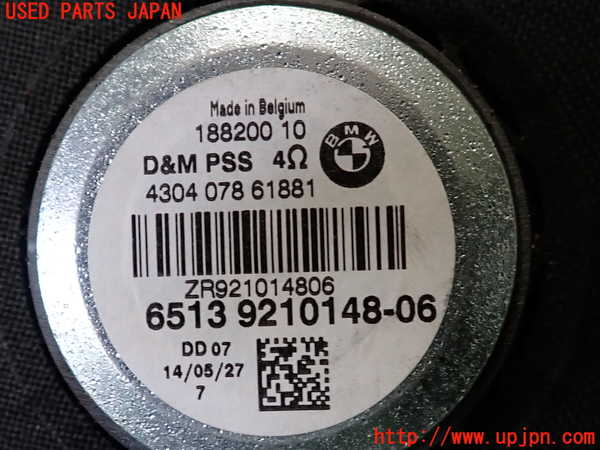 USED PARTS JAPAN
Made in Belgium
188200 10
D&M PSS 4Ω
BMW
4304 078 61881
ZR921014806
6513 9210148-06
DD 07
14/05/27
7
http://www.upjpn.com/